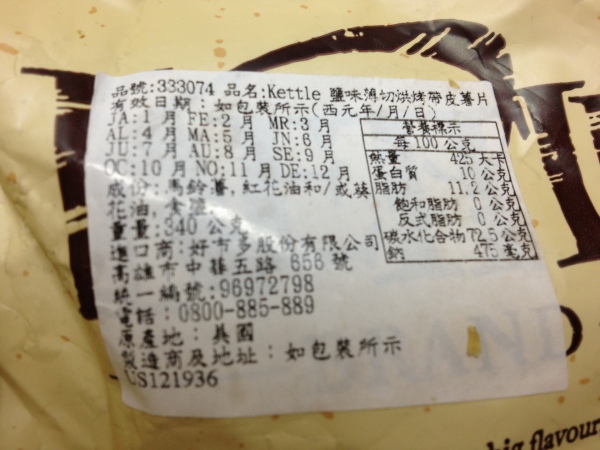 品號:333074 品名:Kettle 鹽味薄切烘烤帶皮薯片
有效日期：如包裝所示(西元年/月/日)
JA:1月 FE:2月 MR:3月
AL:4月 MA:5月 JN:6月
JU:7月 AU:8月 SE:9月
OC:10月 NO:11月 DE:12月
成份:馬鈴薯,紅花油和/或葵
花油,食鹽
重量:340公克
進口商:好市多股份有限公司
高雄市中華五路 656 號
統一編號:96972798
電話：0800-885-889
原產地：美國
製造商及地址：如包裝所示
US121936
營養標示
每100公克
熱量 425大卡
蛋白質 10公克
脂肪 11.2公克
飽和脂肪 0公克
反式脂肪 0公克
碳水化合物 72.5公克
鈉 475毫克
big flavour